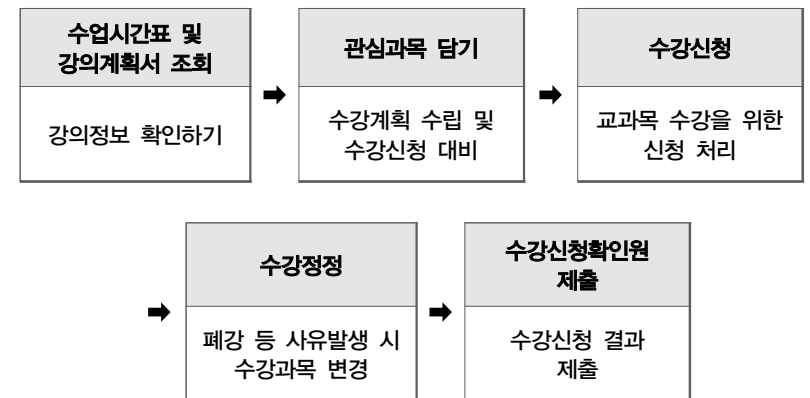 수업시간표 및
강의계획서 조회
강의정보 확인하기
➡
관심과목 담기
수강계획 수립 및
수강신청 대비
➡
수강신청
교과목 수강을 위한
신청 처리
➡
수강정정
폐강 등 사유발생 시
수강과목 변경
➡
수강신청확인원
제출
수강신청 결과
제출